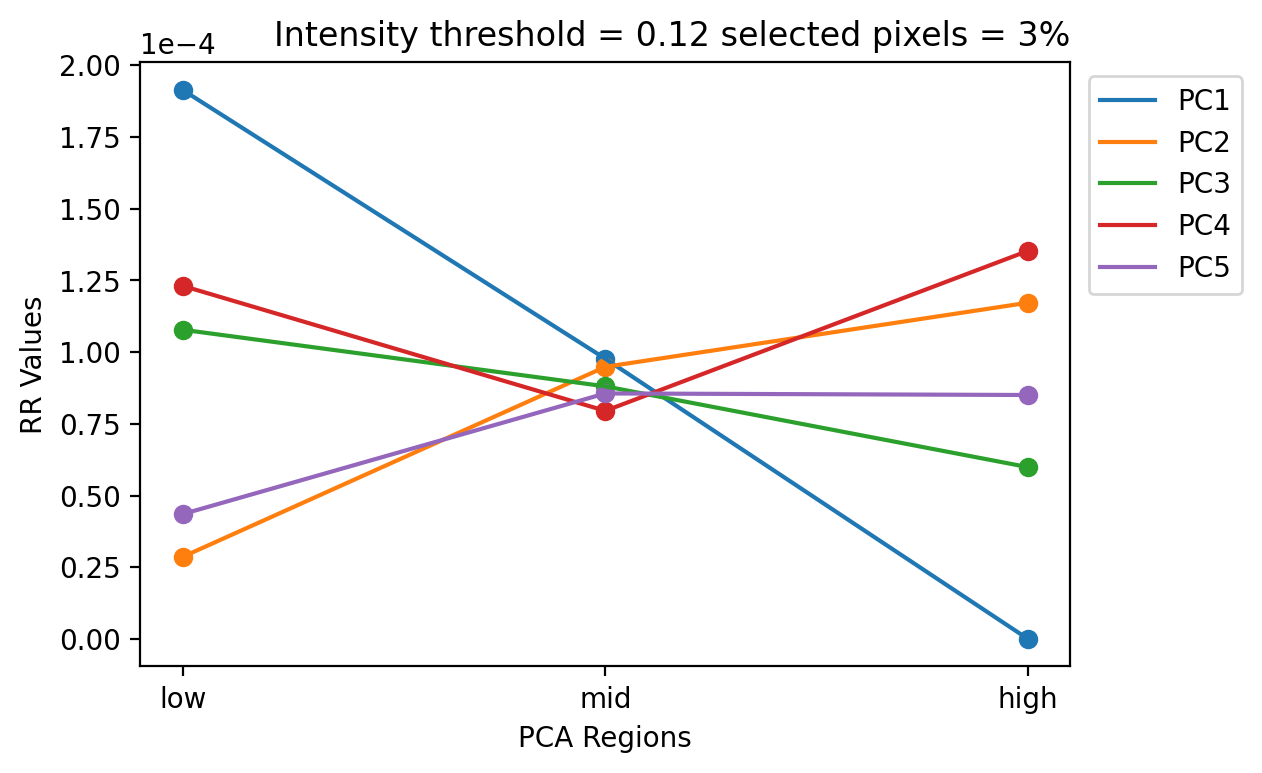 Intensity threshold = 0.12 selected pixels = 3%
1e−4
2.00
1.75
1.50
1.25
1.00
0.75
0.50
0.25
0.00
RR Values
low
mid
high
PCA Regions
PC1
PC2
PC3
PC4
PC5